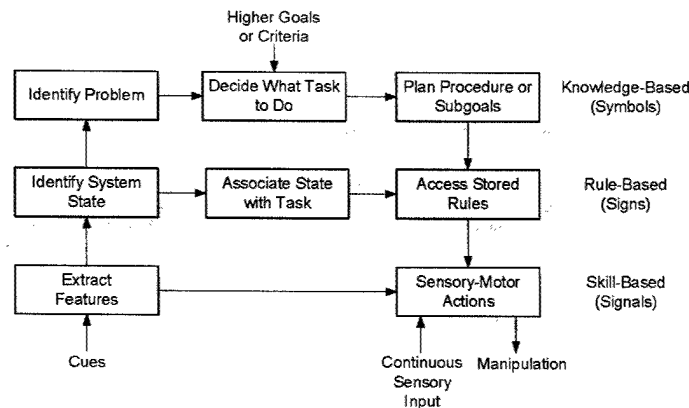 Higher Goals
or Criteria
Identify Problem
Decide What Task
to Do
Plan Procedure or
Subgoals
Knowledge-Based
(Symbols)
Identify System
State
Associate State
with Task
Access Stored
Rules
Rule-Based
(Signs)
Extract
Features
Sensory-Motor
Actions
Skill-Based
(Signals)
Cues
Continuous
Sensory
Input
Manipulation